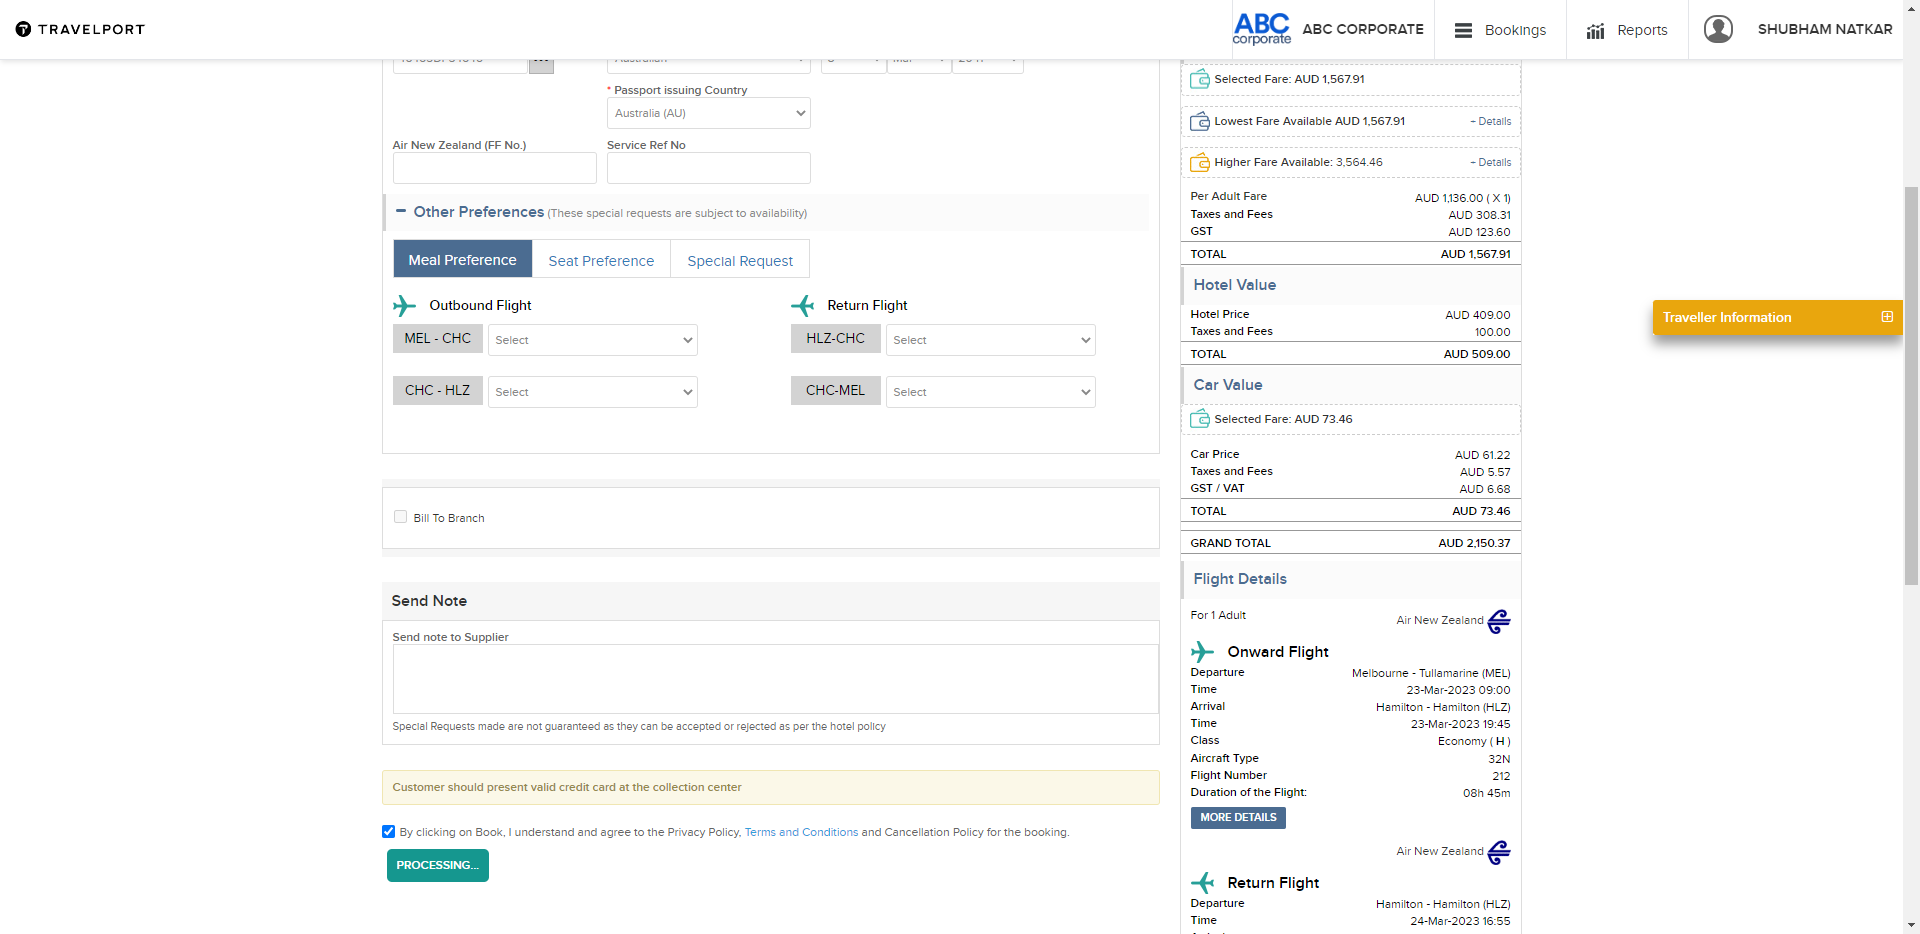 TRAVELPORT
ABC
corporate
ABC CORPORATE
Bookings
Reports
SHUBHAM NATKAR
* Passport issuing Country
Australia (AU)
Air New Zealand (FF No.)
Service Ref No
Other Preferences (These special requests are subject to availability)
Meal Preference
Seat Preference
Special Request
Outbound Flight
Return Flight
MEL - CHC
Select
HLZ-CHC
Select
CHC - HLZ
Select
CHC-MEL
Select
Bill To Branch
Send Note
Send note to Supplier
Special Requests made are not guaranteed as they can be accepted or rejected as per the hotel policy
Customer should present valid credit card at the collection center
By clicking on Book, I understand and agree to the Privacy Policy, Terms and Conditions and Cancellation Policy for the booking.
PROCESSING...
Selected Fare: AUD 1,567.91
Lowest Fare Available AUD 1,567.91
+ Details
Higher Fare Available: 3,564.46
+ Details
Per Adult Fare AUD 1,136.00 ( X 1)
Taxes and Fees AUD 308.31
GST AUD 123.60
TOTAL AUD 1,567.91
Hotel Value
Hotel Price AUD 409.00
Taxes and Fees 100.00
TOTAL AUD 509.00
Car Value
Selected Fare: AUD 73.46
Car Price AUD 61.22
Taxes and Fees AUD 5.57
GST / VAT AUD 6.68
TOTAL AUD 73.46
GRAND TOTAL AUD 2,150.37
Flight Details
For 1 Adult
Air New Zealand
Onward Flight
Departure Melbourne - Tullamarine (MEL)
Time 23-Mar-2023 09:00
Arrival Hamilton - Hamilton (HLZ)
Time 23-Mar-2023 19:45
Class Economy ( H )
Aircraft Type 32N
Flight Number 212
Duration of the Flight: 08h 45m
MORE DETAILS
Air New Zealand
Return Flight
Departure Hamilton - Hamilton (HLZ)
Time 24-Mar-2023 16:55
Traveller Information